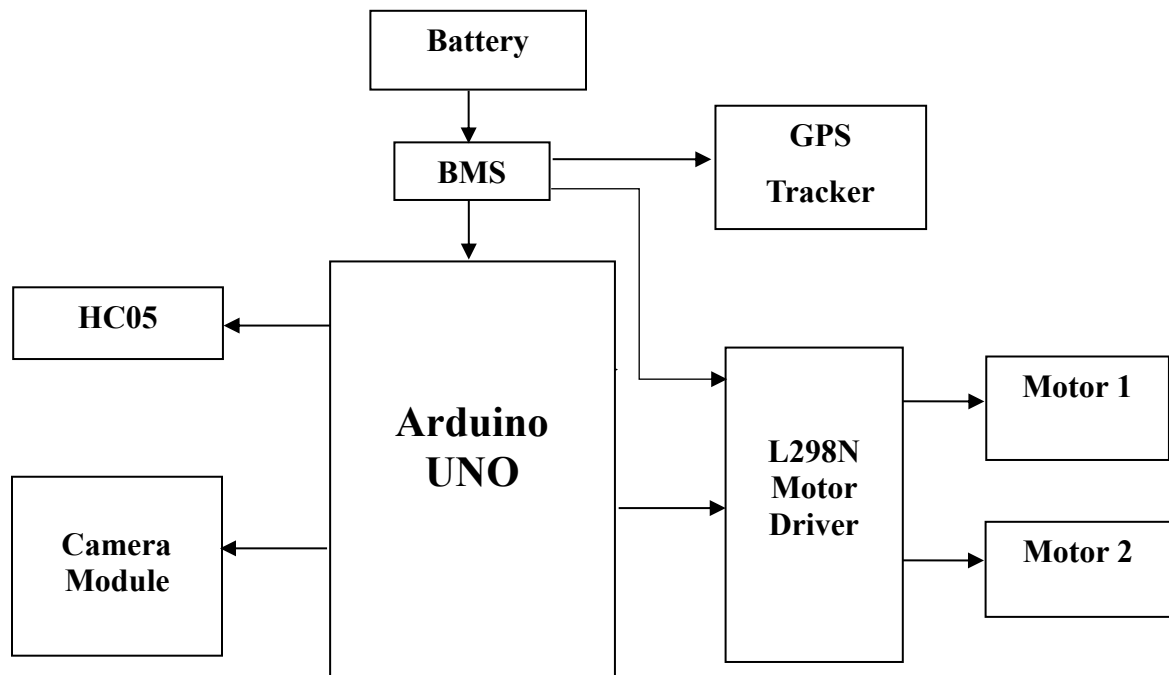 Battery
GPS
Tracker
BMS
HC05
Arduino
UNO
Motor 1
L298N
Motor
Driver
Camera
Module
Motor 2